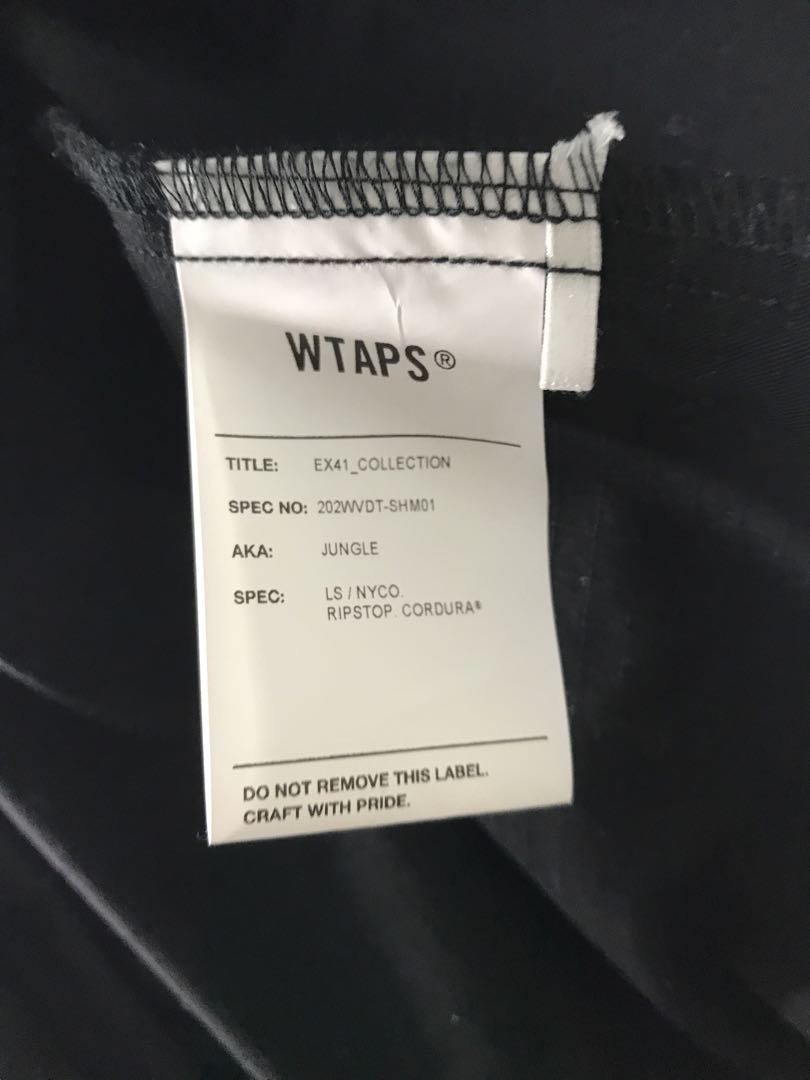 WTAPS®
TITLE: EX41_COLLECTION
SPEC NO: 202WVDT-SHM01
AKA: JUNGLE
SPEC: LS / NYCO.
RIPSTOP. CORDURA®
DO NOT REMOVE THIS LABEL.
CRAFT WITH PRIDE.